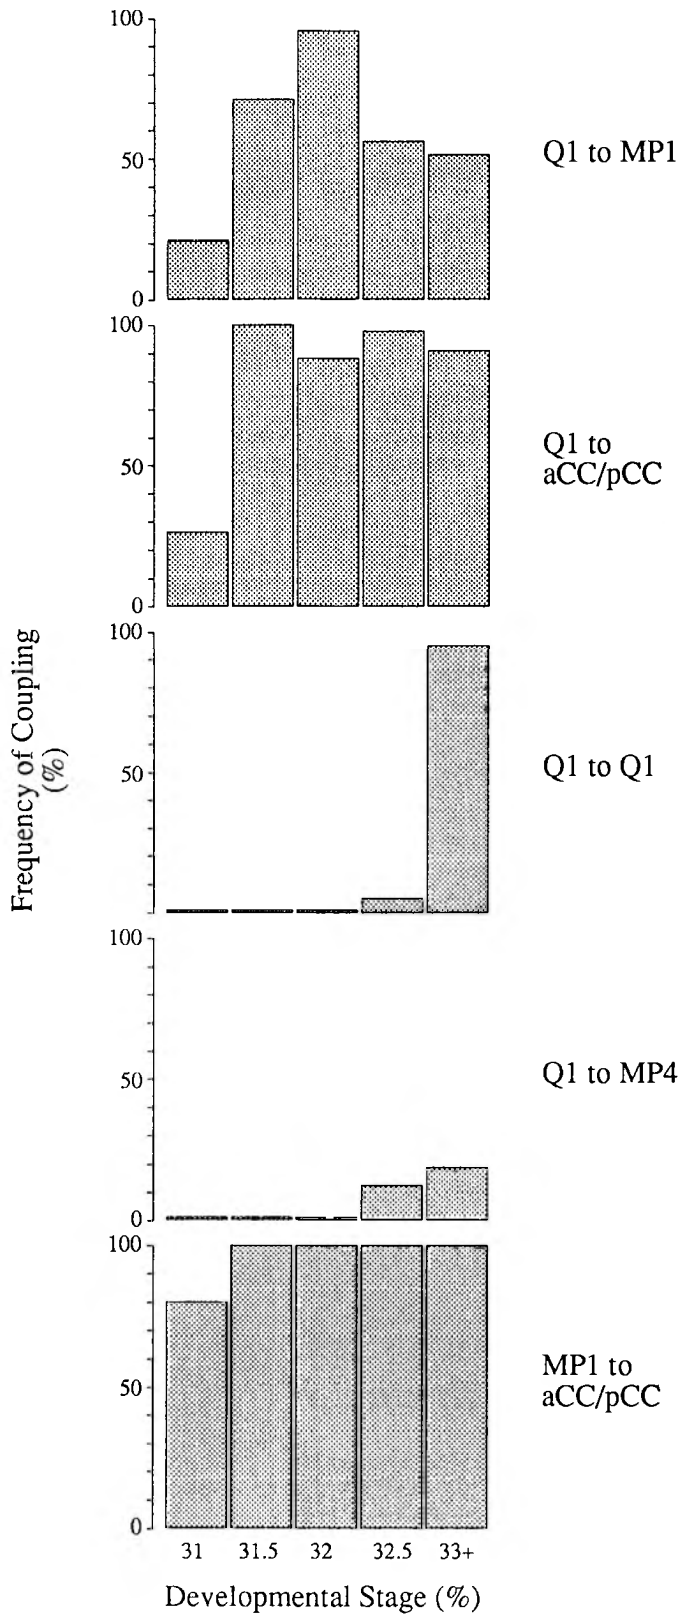 100
50
0
Q1 to MP1
100
50
0
Q1 to
aCC/pCC
100
50
Q1 to Q1
100
50
0
Q1 to MP4
100
50
0
MP1 to
aCC/pCC
Frequency of Coupling
(%)
31 31.5 32 32.5 33+
Developmental Stage (%)